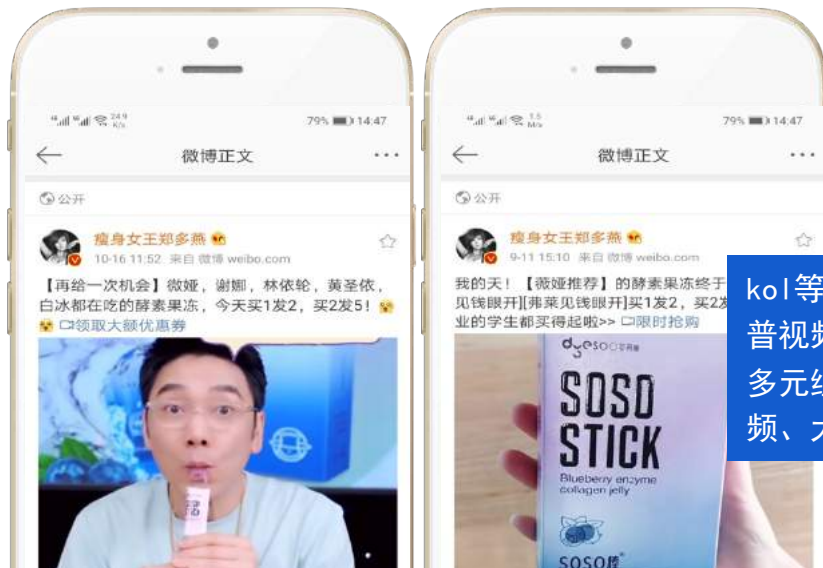 24.9
K/s
79%
14:47
微博正文
公开
瘦身女王郑多燕
10-16 11:52 来自 微博 weibo.com
【再给一次机会】微娅，谢娜，林依轮，黄圣依，
白冰都在吃的酵素果冻，今天买1发2，买2发5！
领取大额优惠券
1.5
M/s
79%
14:47
微博正文
公开
瘦身女王郑多燕
9-11 15:10 来自 微博 weibo.com
我的天！【薇娅推荐】的酵素果冻终于
见钱眼开][弗莱见钱眼开]买1发2，买2发
业的学生都买得起啦>> 限时抢购
SOSO
STICK
Blueberry enzyme
collagen jelly
SOSO
kol等
普视频
多元
频、